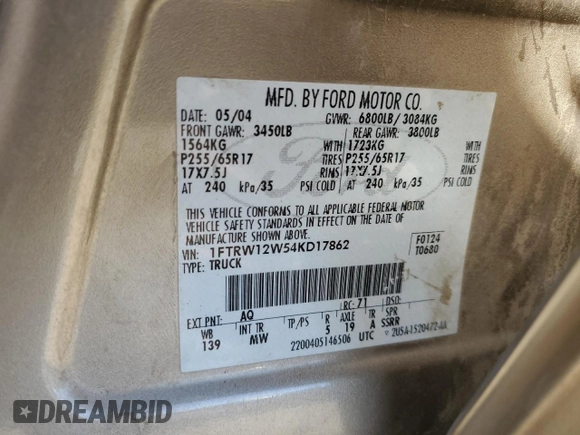 MFD. BY FORD MOTOR CO.
DATE: 05/04 GVWR: 6800LB/ 3084KG
FRONT GAWR: 3450LB REAR GAWR: 3800LB
1564KG WITH 1723KG WITH
P255/65R17 TIRES P255/65R17 TIRES
17X7.5J RIMS 17X7.5J RIMS
AT 240 kPa/35 PSI COLD AT 240 kPa/35 PSI COLD
THIS VEHICLE CONFORMS TO ALL APPLICABLE FEDERAL MOTOR
VEHICLE SAFETY STANDARDS IN EFFECT ON THE DATE OF
MANUFACTURE SHOWN ABOVE.
VIN: 1FTRW12W54KD17862 F0124
TYPE: TRUCK T0680
EXT PNT: AQ RC: 71 DSO:
WB INT TR TP/PS R AXLE TR SPR
139 MW 5 19 A SSRR
2200405146506 UTC 2U5A-1520472-AA
Ford
DREAMBID